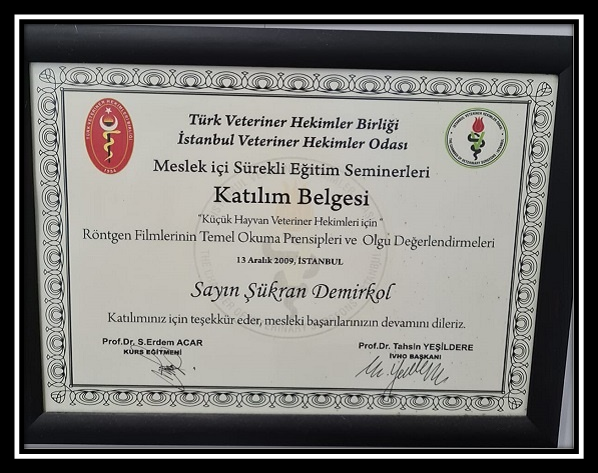 Türk Veteriner Hekimler Birliği
İstanbul Veteriner Hekimler Odası
Meslek içi Sürekli Eğitim Seminerleri
Katılım Belgesi
"Küçük Hayvan Veteriner Hekimleri için"
Röntgen Filmlerinin Temel Okuma Prensipleri ve Olgu Değerlendirmeleri
13 Aralık 2009, İSTANBUL
Sayın Şükran Demirkol
Katılımınız için teşekkür eder, mesleki başarılarınızın devamını dileriz.
Prof.Dr. S.Erdem ACAR
KURS EĞİTMENİ
Prof.Dr. Tahsin YEŞİLDERE
İVHO BAŞKANI